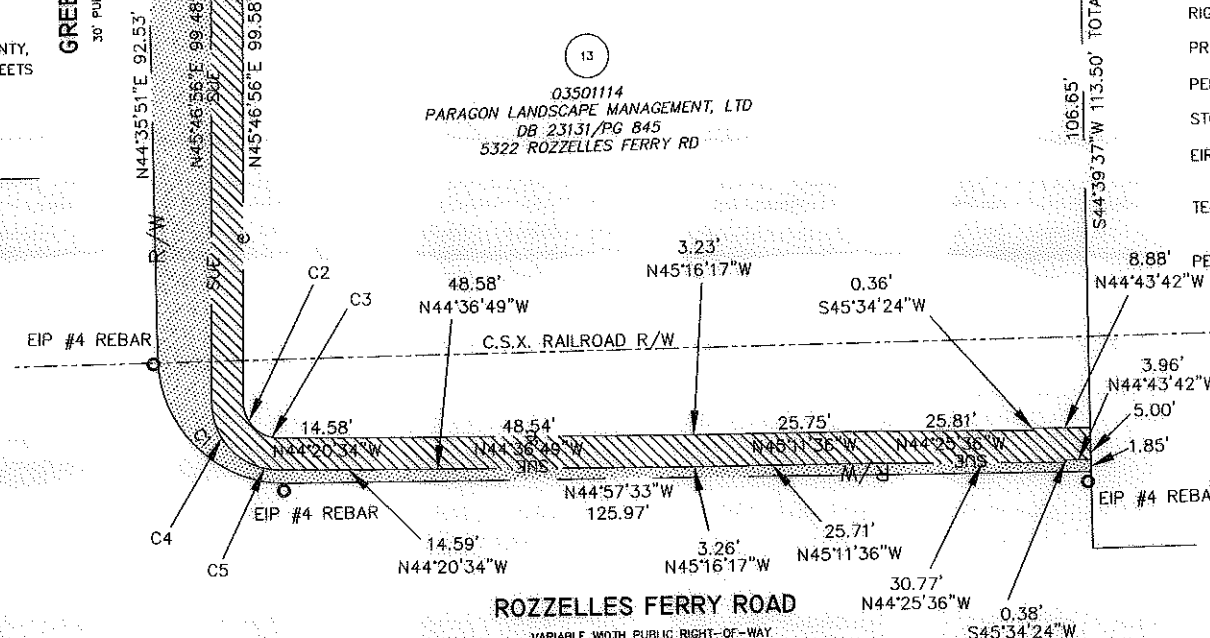 GREE
30' PU
NTY,
EETS
N44°35'51"E 92.53'
N45°46'56"E 99.48
SUE
N45°46'56"E 99.58'
13
03501114
PARAGON LANDSCAPE MANAGEMENT, LTD
DB 23131/PG 845
5322 ROZZELLES FERRY RD
106.65'
S44°39'37"W 113.50' TOTA
RIG
PR
PE
STO
EIR
TE
PE
R/W
SUE
e
C2
C3
48.58'
N44°36'49"W
3.23'
N45°16'17"W
0.36'
S45°34'24"W
8.88'
N44°43'42"W
EIP #4 REBAR
C.S.X. RAILROAD R/W
3.96'
N44°43'42"W
5.00'
1.85'
14.58'
N44°20'34"W
48.54'
N44°36'49"W
SUE
25.75'
N45°11'36"W
25.81'
N44°25'36"W
SUE
R/W
N44°57'33"W
125.97'
EIP #4 REBAR
EIP #4 REBA
C4
C5
14.59'
N44°20'34"W
3.26'
N45°16'17"W
25.71'
N45°11'36"W
30.77'
N44°25'36"W
0.38'
S45°34'24"W
ROZZELLES FERRY ROAD
VARIABLE WIDTH PUBLIC RIGHT-OF-WAY